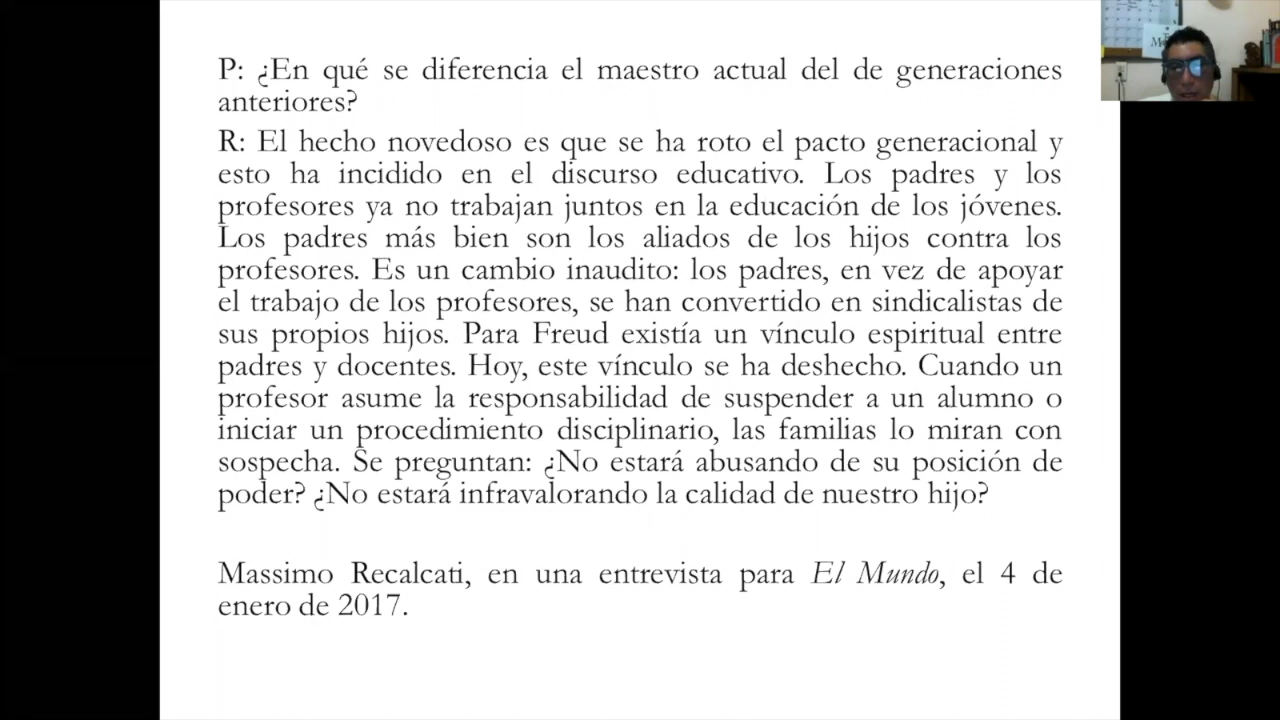 P: ¿En qué se diferencia el maestro actual del de generaciones
anteriores?
R: El hecho novedoso es que se ha roto el pacto generacional y
esto ha incidido en el discurso educativo. Los padres y los
profesores ya no trabajan juntos en la educación de los jóvenes.
Los padres más bien son los aliados de los hijos contra los
profesores. Es un cambio inaudito: los padres, en vez de apoyar
el trabajo de los profesores, se han convertido en sindicalistas de
sus propios hijos. Para Freud existía un vínculo espiritual entre
padres y docentes. Hoy, este vínculo se ha deshecho. Cuando un
profesor asume la responsabilidad de suspender a un alumno o
iniciar un procedimiento disciplinario, las familias lo miran con
sospecha. Se preguntan: ¿No estará abusando de su posición de
poder? ¿No estará infravalorando la calidad de nuestro hijo?
Massimo Recalcati, en una entrevista para El Mundo, el 4 de
enero de 2017.